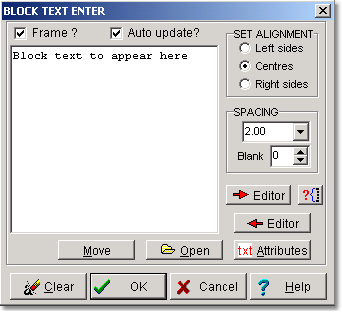 BLOCK TEXT ENTER
Frame ?
Auto update?
Block text to appear here
SET ALIGNMENT
Left sides
Centres
Right sides
SPACING
2.00
Blank 0
Editor
?{
Editor
Move
Open
txt Attributes
Clear
OK
Cancel
? Help